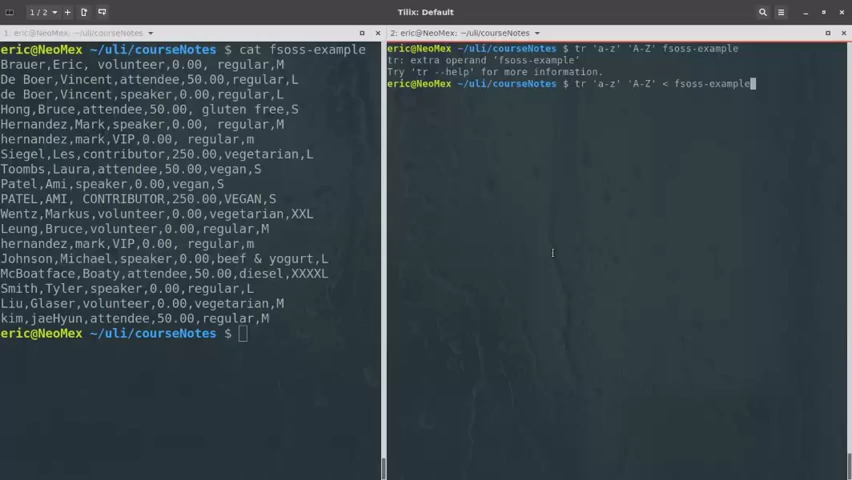 1 / 2
Tilix: Default
1: eric@NeoMex: ~/uli/courseNotes
eric@NeoMex ~/uli/courseNotes $ cat fsoss-example
Brauer,Eric, volunteer,0.00, regular,M
De Boer,Vincent,attendee,50.00,regular,L
de Boer,Vincent,speaker,0.00,regular,L
Hong,Bruce,attendee,50.00, gluten free,S
Hernandez,Mark,speaker,0.00, regular,M
hernandez,mark,VIP,0.00, regular,m
Siegel,Les,contributor,250.00,vegetarian,L
Toombs,Laura,attendee,50.00,vegan,S
Patel,Ami,speaker,0.00,vegan,S
PATEL,AMI, CONTRIBUTOR,250.00,VEGAN,S
Wentz,Markus,volunteer,0.00,vegetarian,XXL
Leung,Bruce,volunteer,0.00,regular,M
hernandez,mark,VIP,0.00, regular,m
Johnson,Michael,speaker,0.00,beef & yogurt,L
McBoatface,Boaty,attendee,50.00,diesel,XXXXL
Smith,Tyler,speaker,0.00,regular,L
Liu,Glaser,volunteer,0.00,vegetarian,M
kim,jaeHyun,attendee,50.00,regular,M
eric@NeoMex ~/uli/courseNotes $
2: eric@NeoMex: ~/uli/courseNotes
eric@NeoMex ~/uli/courseNotes $ tr 'a-z' 'A-Z' fsoss-example
tr: extra operand ‘fsoss-example’
Try 'tr --help' for more information.
eric@NeoMex ~/uli/courseNotes $ tr 'a-z' 'A-Z' < fsoss-example